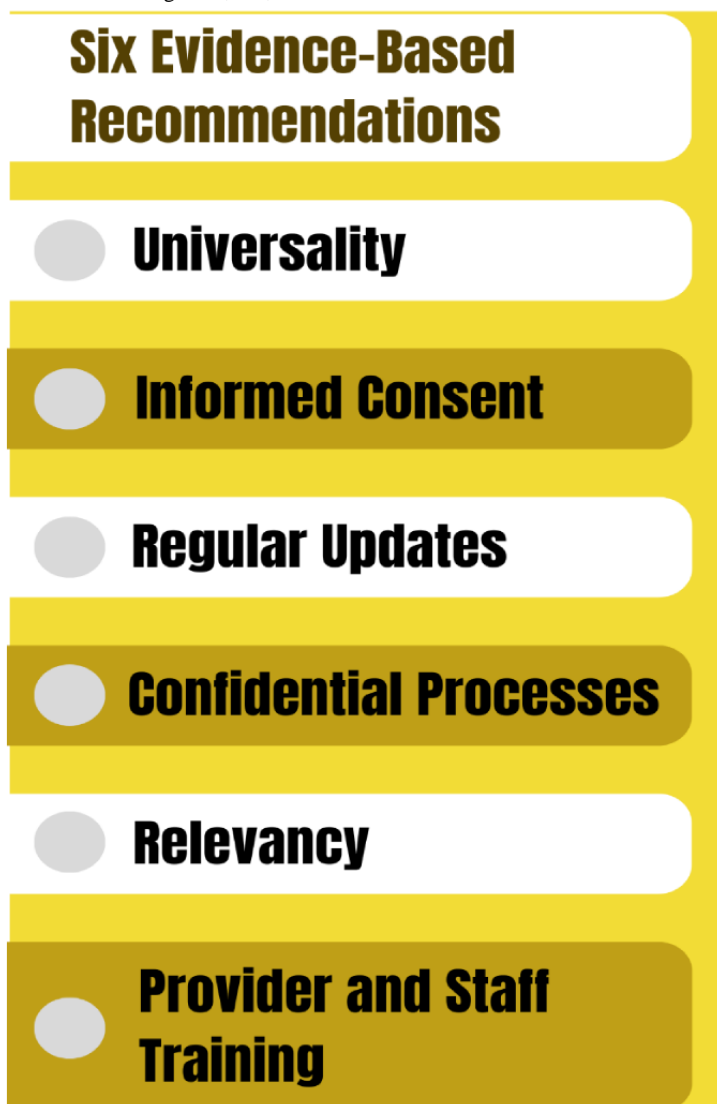 Six Evidence-Based
Recommendations
Universality
Informed Consent
Regular Updates
Confidential Processes
Relevancy
Provider and Staff
Training